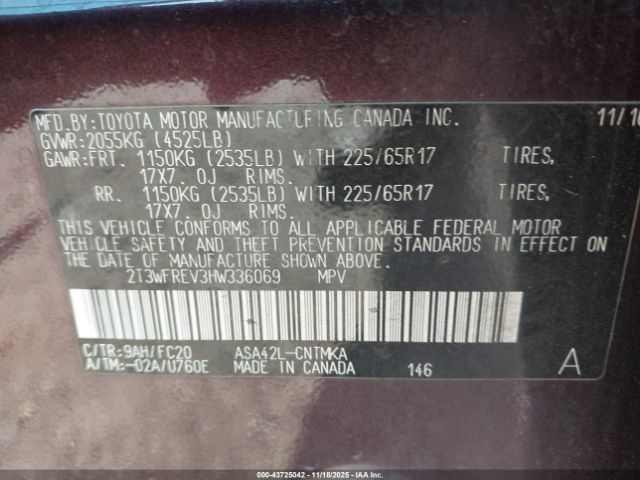 MFD.BY:TOYOTA MOTOR MANUFACTURING CANADA INC. 11/16
GVWR:2055KG (4525LB)
GAWR:FRT. 1150KG (2535LB) WITH 225/65R17 TIRES,
17X7.0J RIMS.
RR. 1150KG (2535LB) WITH 225/65R17 TIRES,
17X7.0J RIMS.
THIS VEHICLE CONFORMS TO ALL APPLICABLE FEDERAL MOTOR
VEHICLE SAFETY AND THEFT PREVENTION STANDARDS IN EFFECT ON
THE DATE OF MANUFACTURE SHOWN ABOVE.
2T3WFREV3HW336069 MPV
C/TR:9AH/FC20 ASA42L-CNTMKA
A/TM:-02A/U760E MADE IN CANADA 146 A
000-43725042 - 11/18/2025 - IAAI.COM